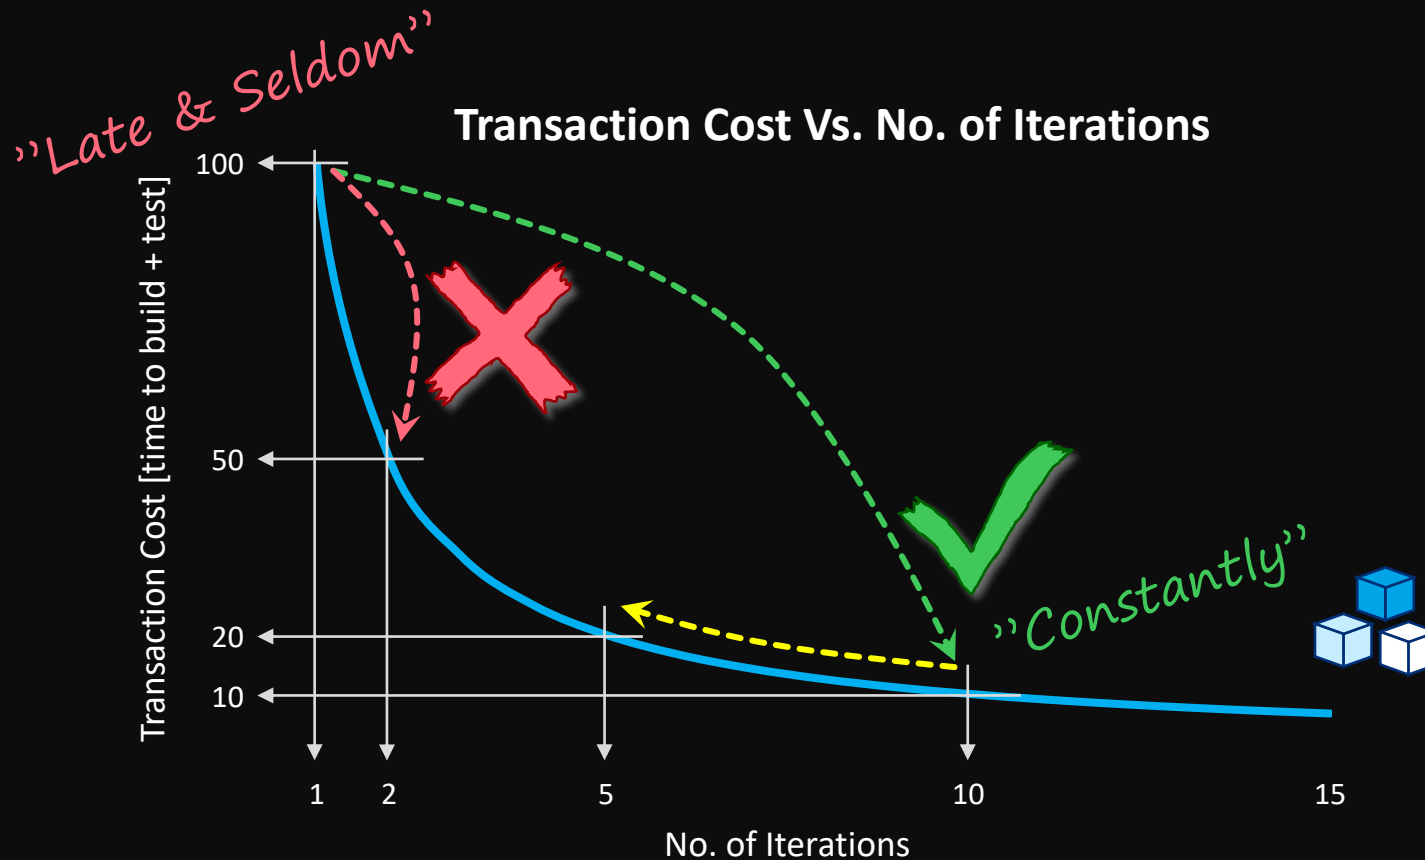 ”Late & Seldom”
Transaction Cost Vs. No. of Iterations
Transaction Cost [time to build + test]
100
50
20
10
”Constantly”
1 2 5 10 15
No. of Iterations